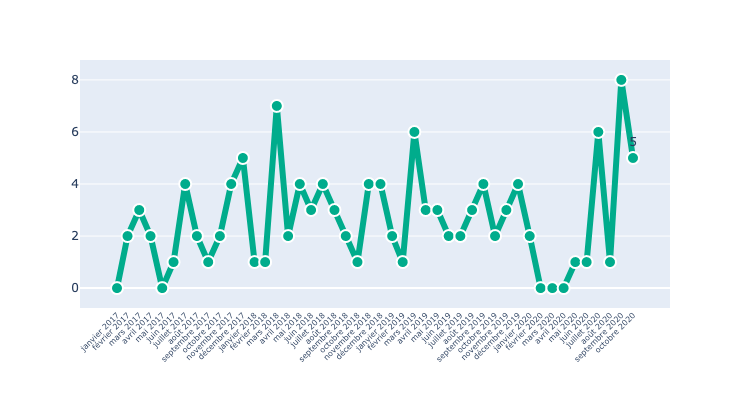 8
6
4
2
0
5
janvier 2017
février 2017
mars 2017
avril 2017
mai 2017
juin 2017
juillet 2017
août 2017
septembre 2017
octobre 2017
novembre 2017
décembre 2017
janvier 2018
février 2018
mars 2018
avril 2018
mai 2018
juin 2018
juillet 2018
août 2018
septembre 2018
octobre 2018
novembre 2018
décembre 2018
janvier 2019
février 2019
mars 2019
avril 2019
mai 2019
juin 2019
juillet 2019
août 2019
septembre 2019
octobre 2019
novembre 2019
décembre 2019
janvier 2020
février 2020
mars 2020
avril 2020
mai 2020
juin 2020
juillet 2020
août 2020
septembre 2020
octobre 2020